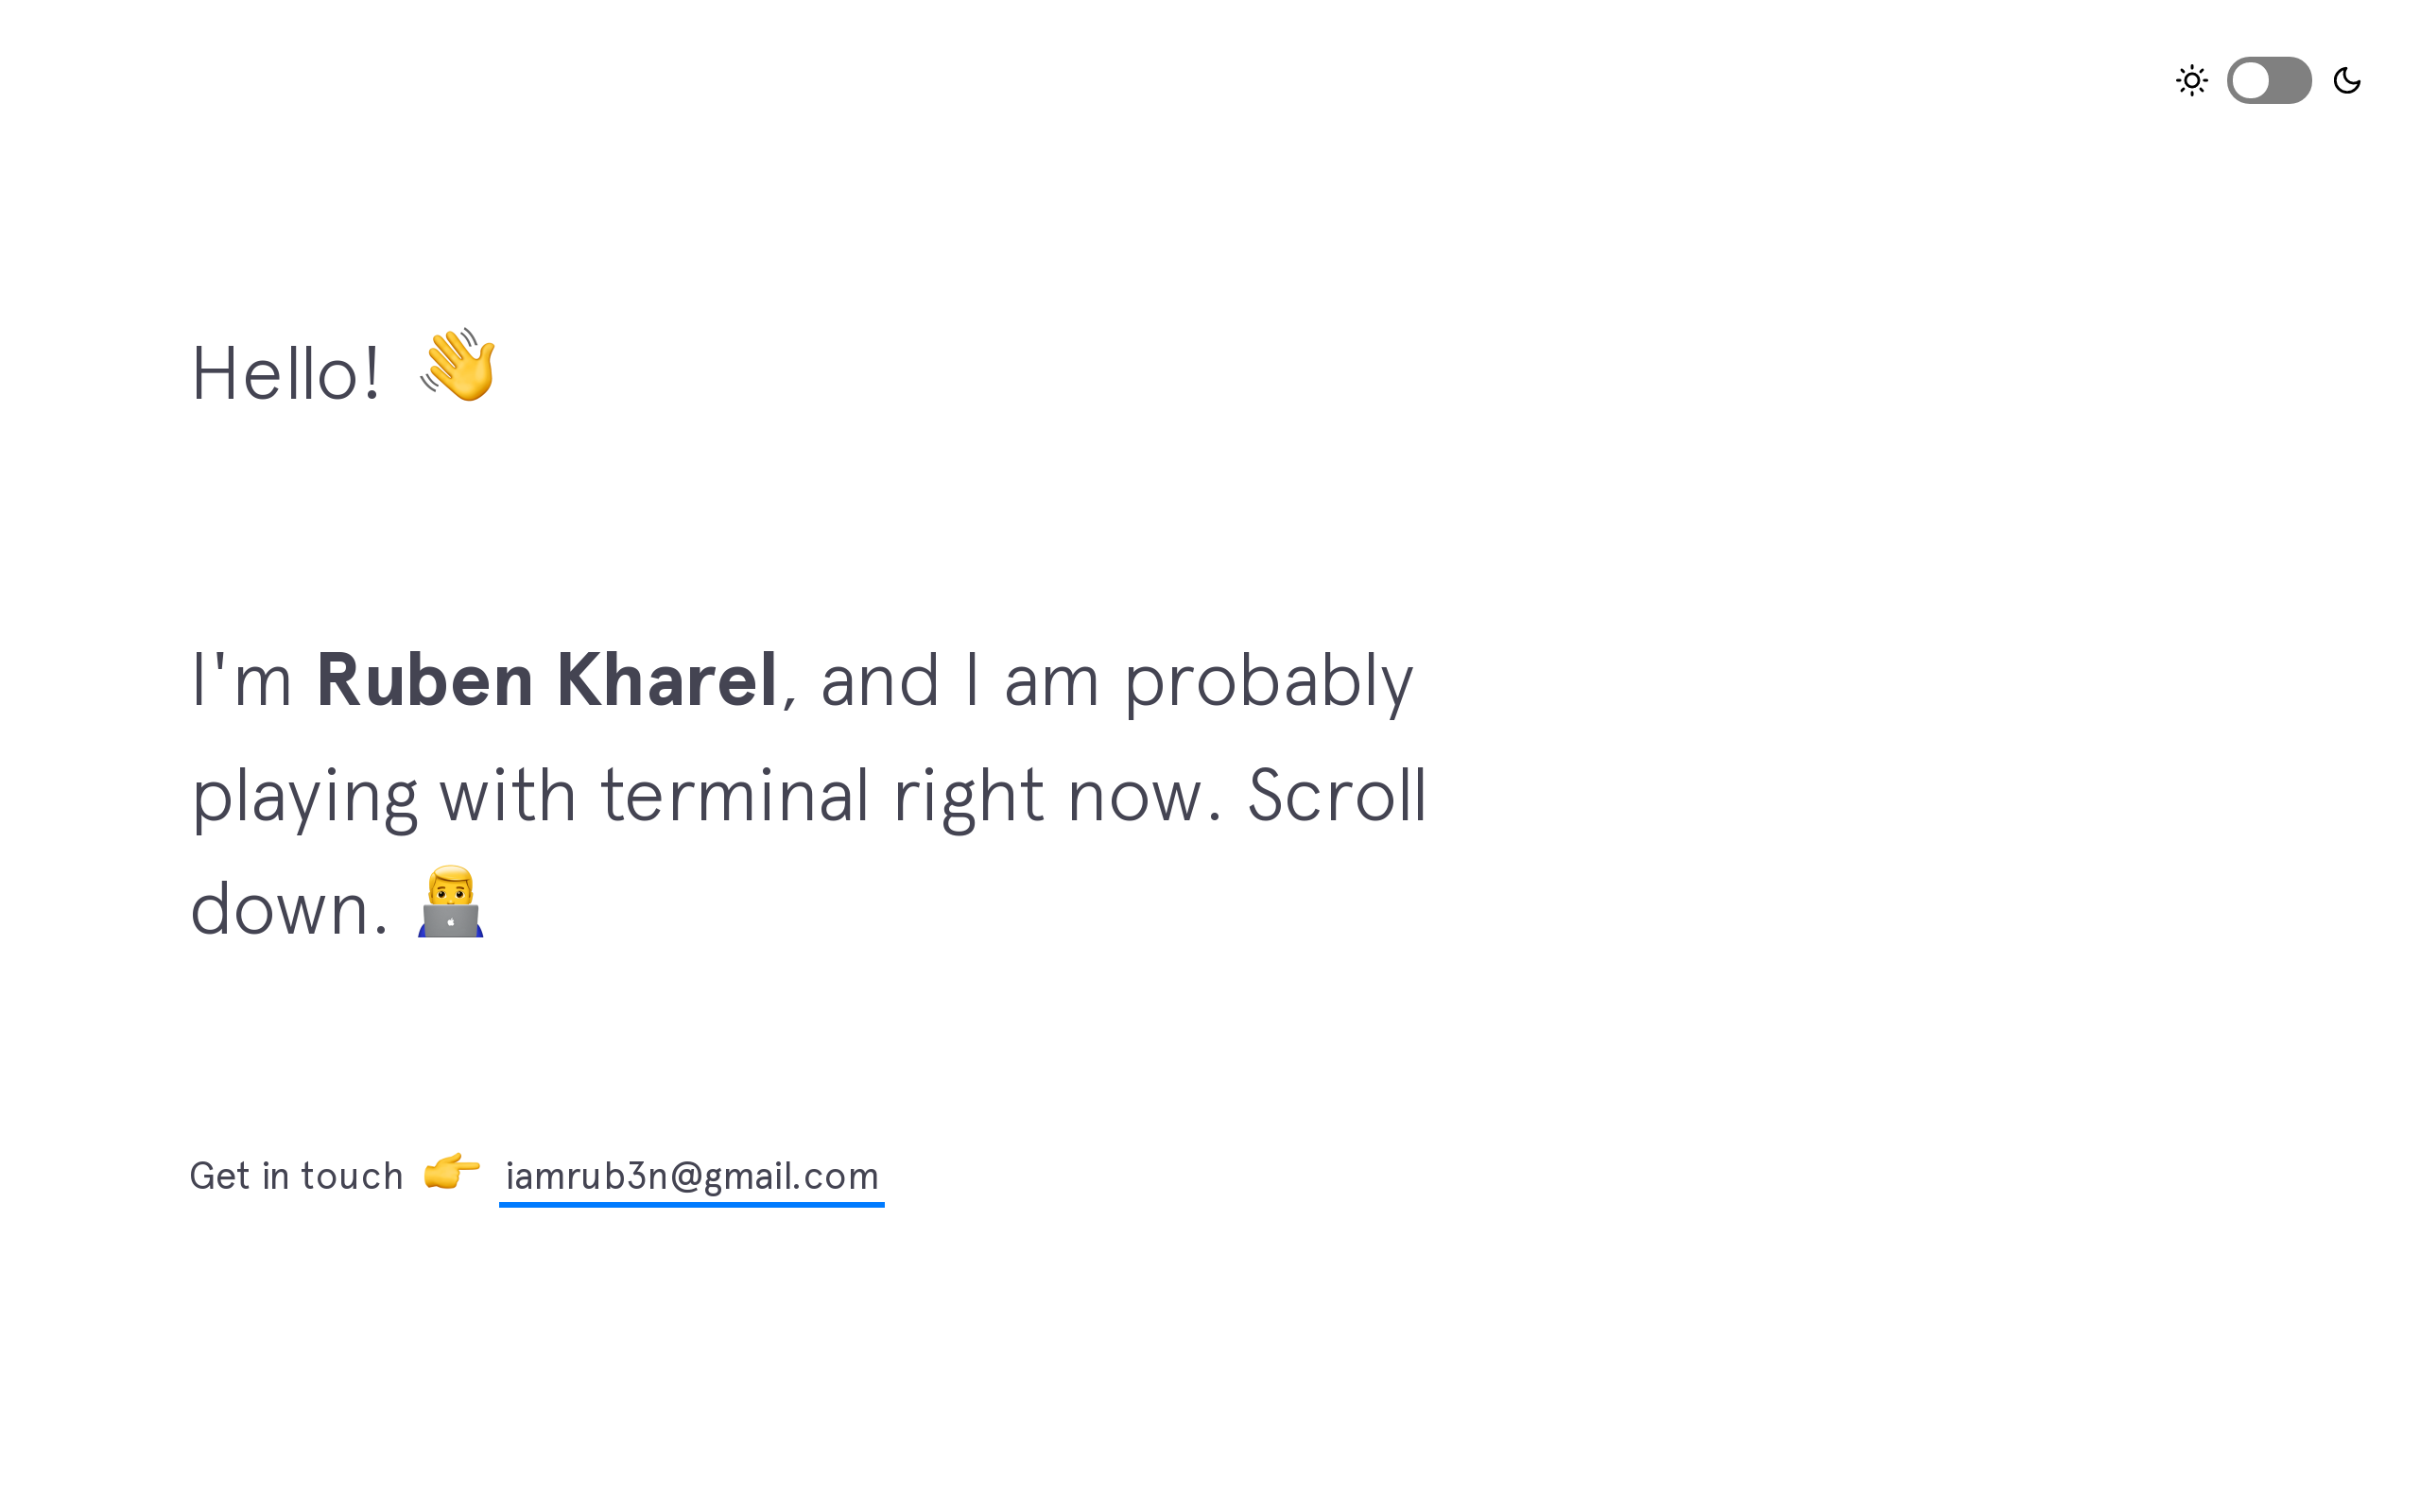 Hello! 👋
I'm Ruben Kharel, and I am probably
playing with terminal right now. Scroll
down. 👨‍💻
Get in touch 👉 iamrub3n@gmail.com